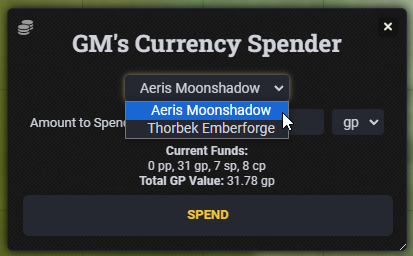 GM's Currency Spender
Aeris Moonshadow
Aeris Moonshadow
Thorbek Emberforge
Amount to Spend gp
Current Funds:
0 pp, 31 gp, 7 sp, 8 cp
Total GP Value: 31.78 gp
SPEND